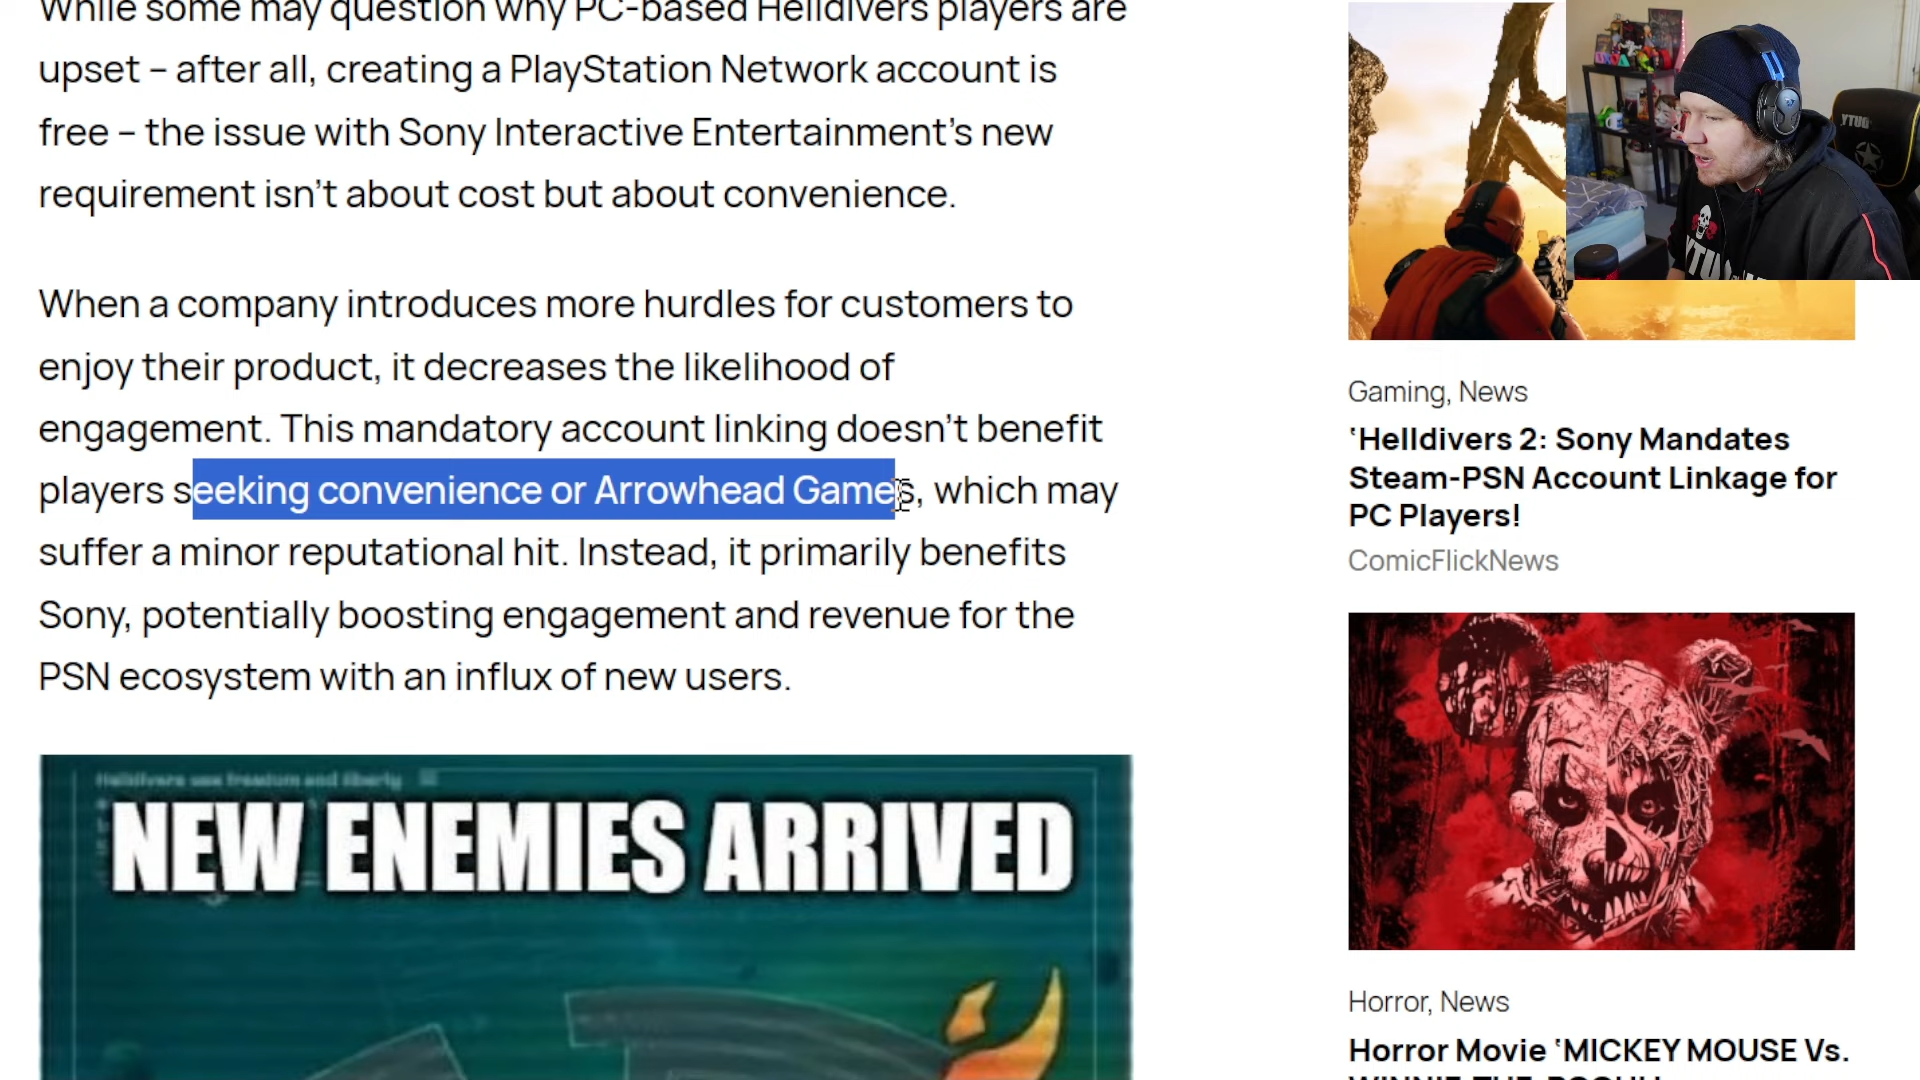 While some may question why PC-based Helldivers players are
upset – after all, creating a PlayStation Network account is
free – the issue with Sony Interactive Entertainment’s new
requirement isn’t about cost but about convenience.
When a company introduces more hurdles for customers to
enjoy their product, it decreases the likelihood of
engagement. This mandatory account linking doesn’t benefit
players seeking convenience or Arrowhead Games, which may
suffer a minor reputational hit. Instead, it primarily benefits
Sony, potentially boosting engagement and revenue for the
PSN ecosystem with an influx of new users.
Helldivers use freedom and liberty
NEW ENEMIES ARRIVED
YTUG
Gaming, News
‘Helldivers 2: Sony Mandates
Steam-PSN Account Linkage for
PC Players!
ComicFlickNews
Horror, News
Horror Movie ‘MICKEY MOUSE Vs.